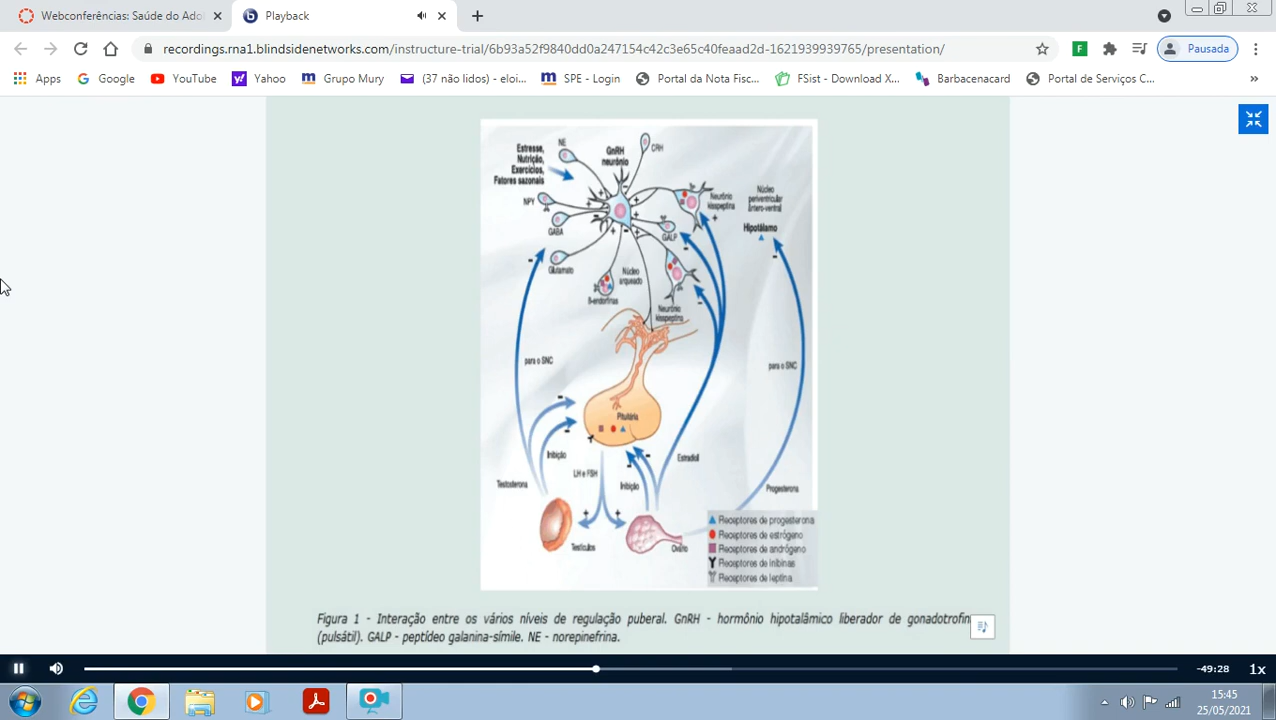 Webconferências: Saúde do Ado
Playback
recordings.rna1.blindsidenetworks.com/instructure-trial/6b93a52f9840dd0a247154c42c3e65c40feaad2d-1621939939765/presentation/
Pausada
Apps
Google
YouTube
Yahoo
Grupo Mury
(37 não lidos) - eloi...
SPE - Login
Portal da Nota Fisc...
FSist - Download X...
Barbacenacard
Portal de Serviços C...
»
Estresse,
Nutrição,
Exercícios,
Fatores sazonais
NE
GnRH
neurônio
CRH
NPY
GABA
Glutamato
β-endorfinas
Núcleo
arqueado
GALP
Neurônio
kisspeptina
Neurônio
kisspeptina
Núcleo
periventricular
ântero-ventral
Hipotálamo
para o SNC
para o SNC
Pituitária
Inibição
LH e FSH
Inibição
Estradiol
Testosterona
Progesterona
Testículos
Ovário
Receptores de progesterona
Receptores de estrógeno
Receptores de andrógeno
Receptores de inibinas
Receptores de leptina
Figura 1 - Interação entre os vários níveis de regulação puberal. GnRH - hormônio hipotalâmico liberador de gonadotrofin
(pulsátil). GALP - peptídeo galanina-símile. NE - norepinefrina.
-49:28
1x
15:45
25/05/2021